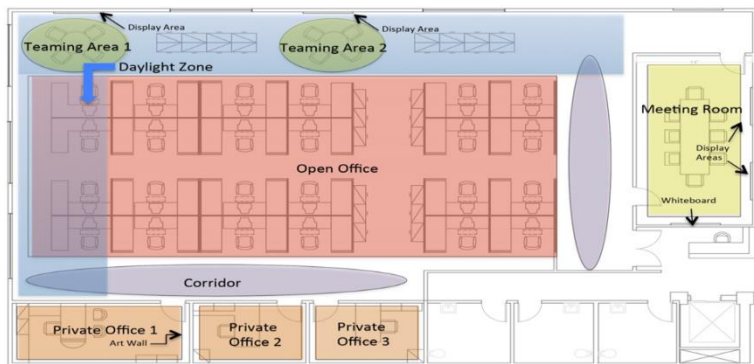 Display Area
Display Area
Teaming Area 1
Teaming Area 2
Daylight Zone
Meeting Room
Display
Areas
Open Office
Whiteboard
Corridor
Private Office 1
Art Wall
Private
Office 2
Private
Office 3